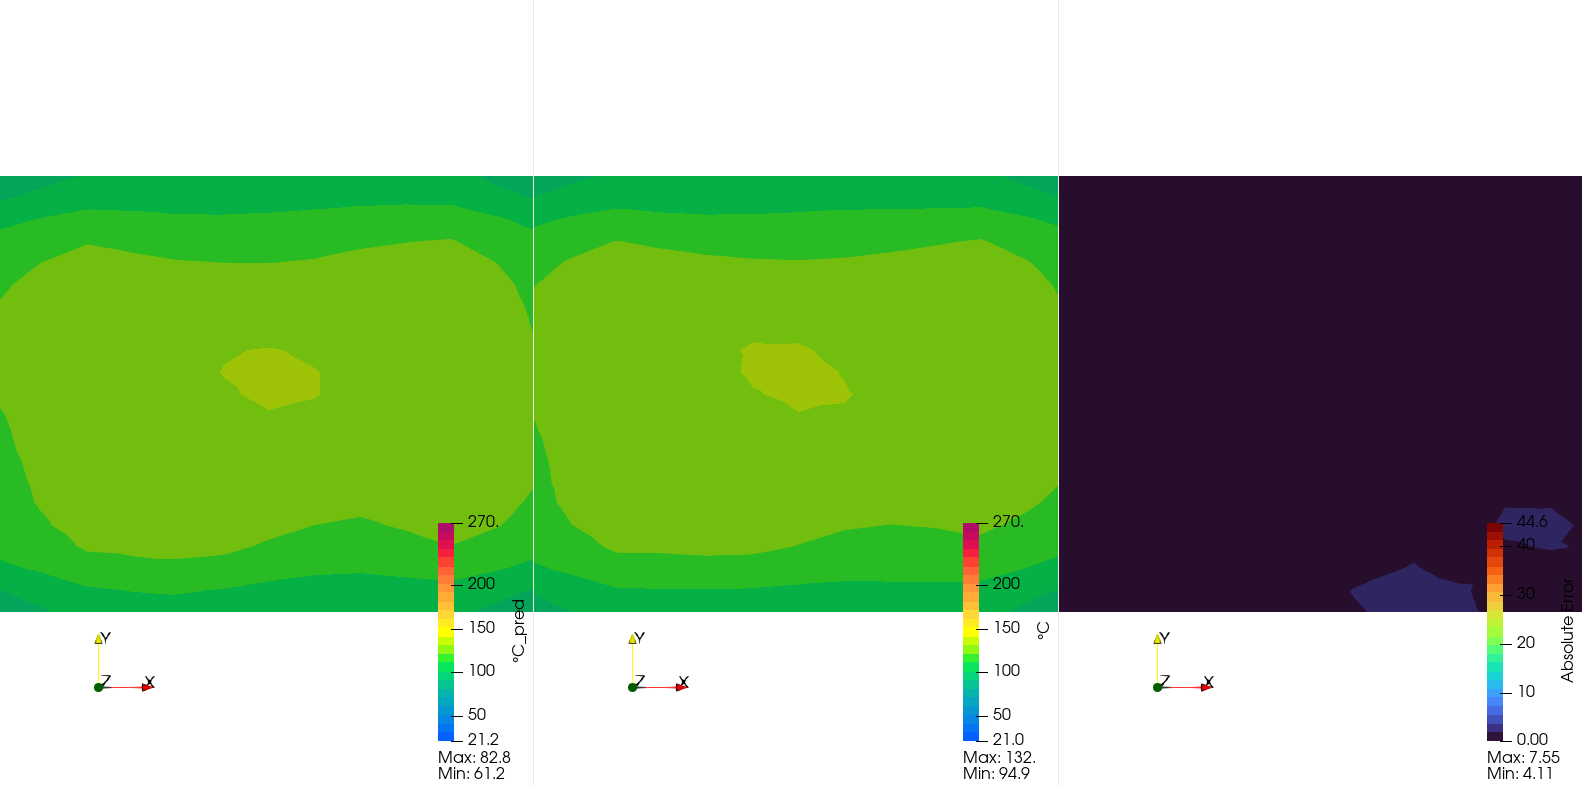 270.
200
150
100
50
21.2
°C_pred
Max: 82.8
Min: 61.2
Y
Z
X
270.
200
150
100
50
21.0
°C
Max: 132.
Min: 94.9
Y
Z
X
44.6
40
30
20
10
0.00
Absolute Error
Max: 7.55
Min: 4.11
Y
Z
X